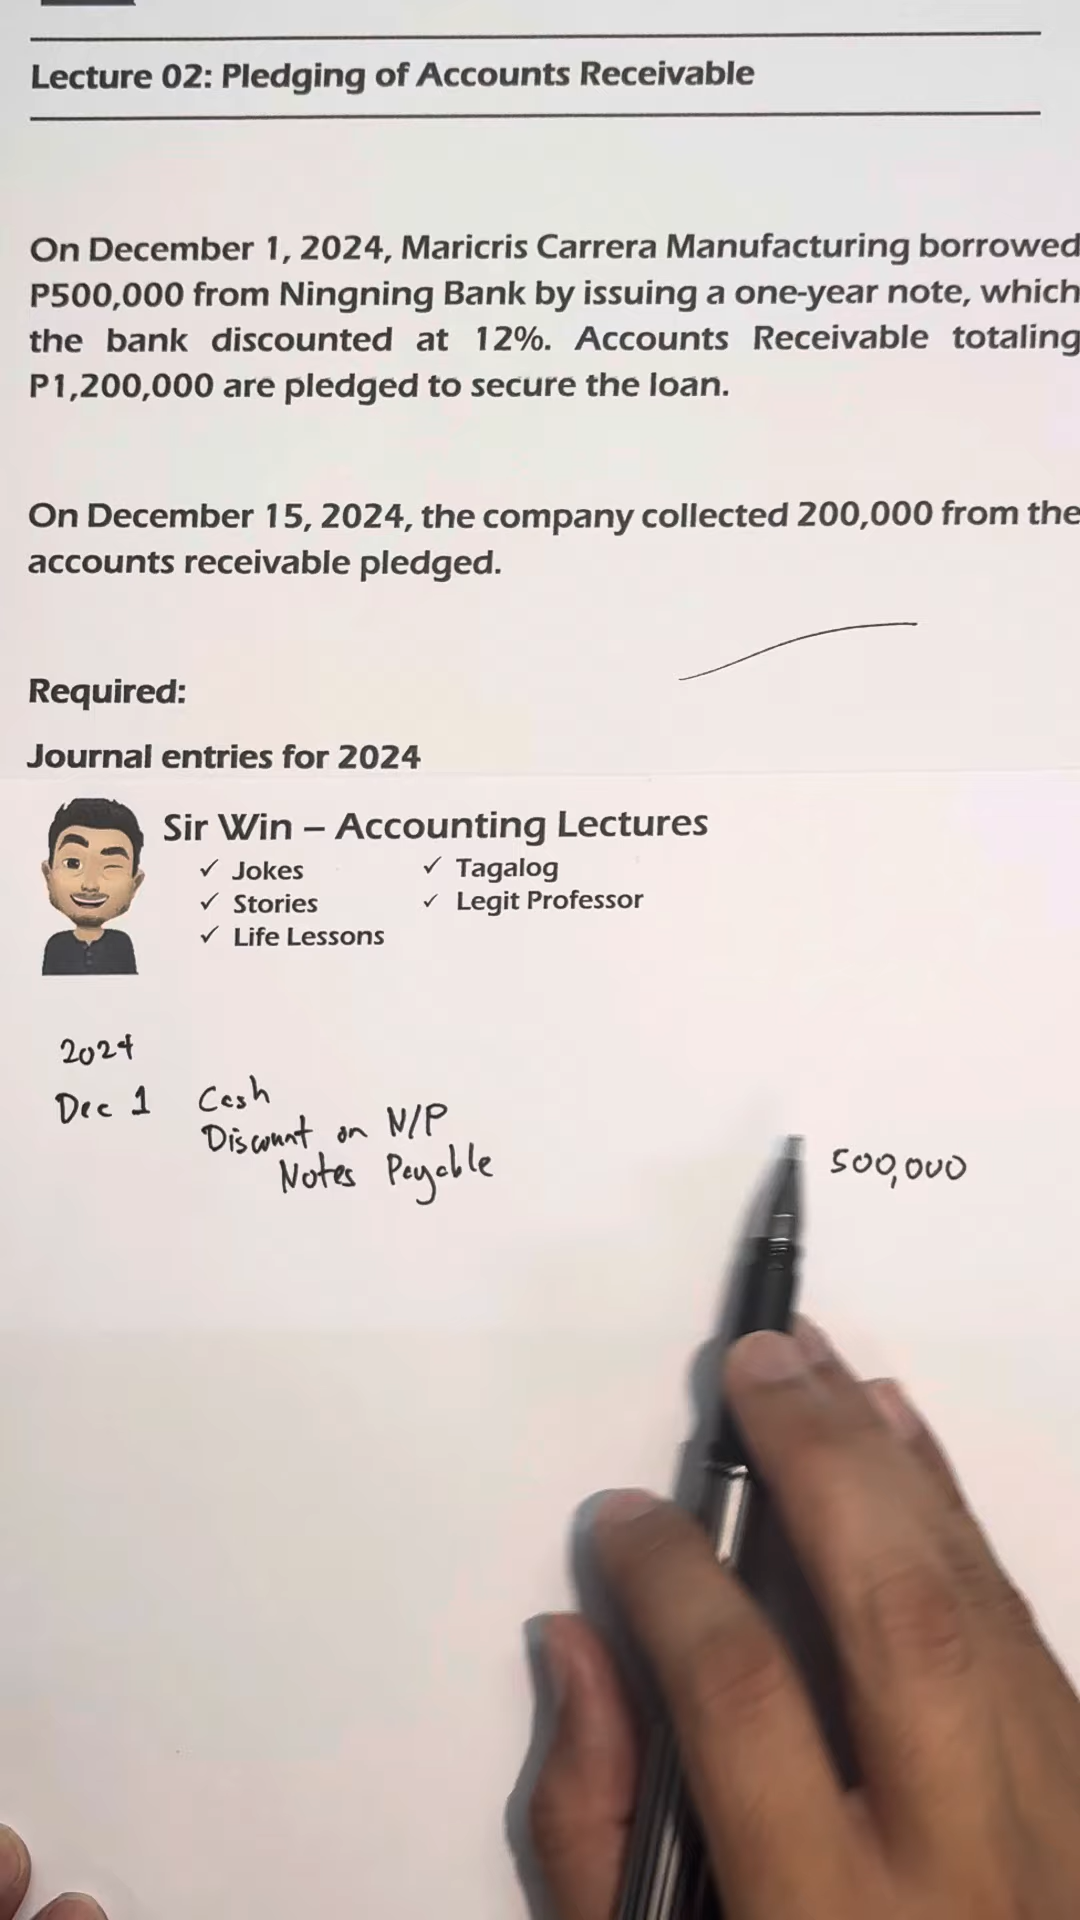 Lecture 02: Pledging of Accounts Receivable
On December 1, 2024, Maricris Carrera Manufacturing borrowed
P500,000 from Ningning Bank by issuing a one-year note, which
the bank discounted at 12%. Accounts Receivable totaling
P1,200,000 are pledged to secure the loan.
On December 15, 2024, the company collected 200,000 from the
accounts receivable pledged.
Required:
Journal entries for 2024
Sir Win – Accounting Lectures
✓ Jokes ✓ Tagalog
✓ Stories ✓ Legit Professor
✓ Life Lessons
2024
Dec 1 Cash
Discount on N/P
Notes Payable 500,000